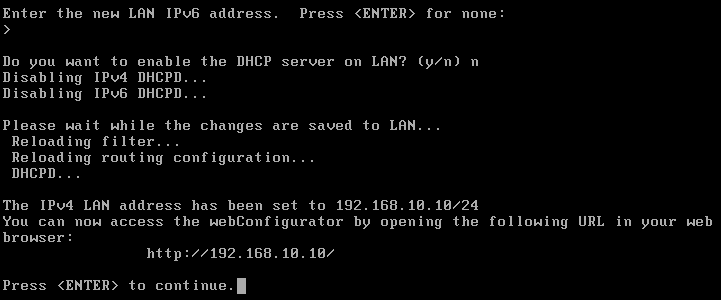 Enter the new LAN IPv6 address.  Press <ENTER> for none:
>
Do you want to enable the DHCP server on LAN? (y/n) n
Disabling IPv4 DHCPD...
Disabling IPv6 DHCPD...
Please wait while the changes are saved to LAN...
 Reloading filter...
 Reloading routing configuration...
 DHCPD...
The IPv4 LAN address has been set to 192.168.10.10/24
You can now access the webConfigurator by opening the following URL in your web
browser:
                http://192.168.10.10/
Press <ENTER> to continue.